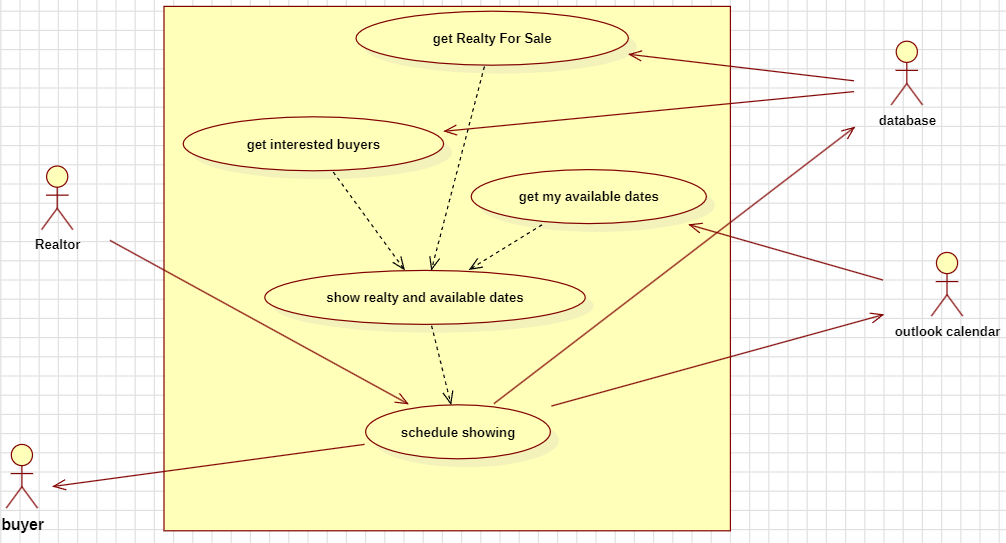 get Realty For Sale
database
get interested buyers
get my available dates
Realtor
show realty and available dates
outlook calendar
schedule showing
buyer